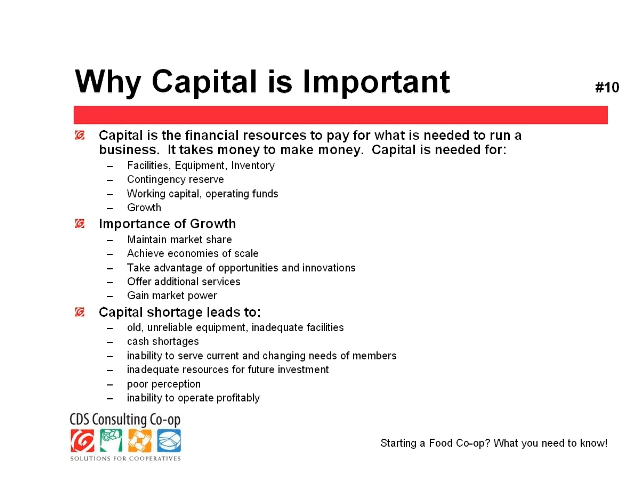 Why Capital is Important
#10
Capital is the financial resources to pay for what is needed to run a
business.  It takes money to make money.  Capital is needed for:
– Facilities, Equipment, Inventory
– Contingency reserve
– Working capital, operating funds
– Growth
Importance of Growth
– Maintain market share
– Achieve economies of scale
– Take advantage of opportunities and innovations
– Offer additional services
– Gain market power
Capital shortage leads to:
– old, unreliable equipment, inadequate facilities
– cash shortages
– inability to serve current and changing needs of members
– inadequate resources for future investment
– poor perception
– inability to operate profitably
CDS Consulting Co-op
SOLUTIONS FOR COOPERATIVES
Starting a Food Co-op? What you need to know!